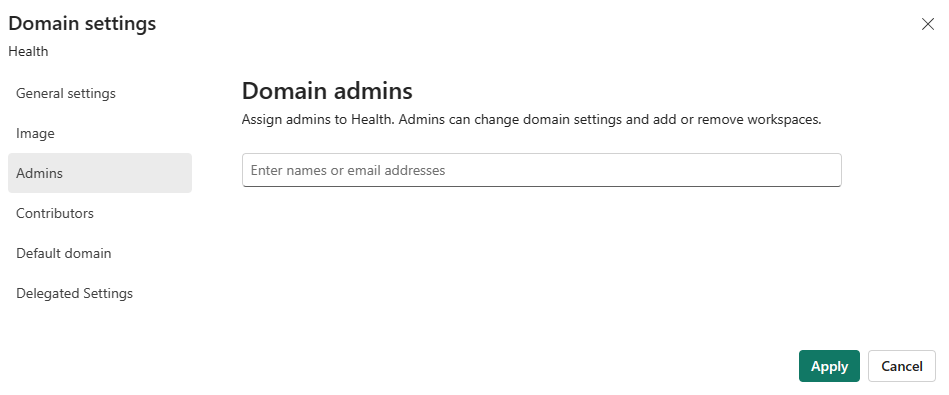 Domain settings
Health
General settings
Image
Admins
Contributors
Default domain
Delegated Settings
Domain admins
Assign admins to Health. Admins can change domain settings and add or remove workspaces.
Enter names or email addresses
Apply
Cancel